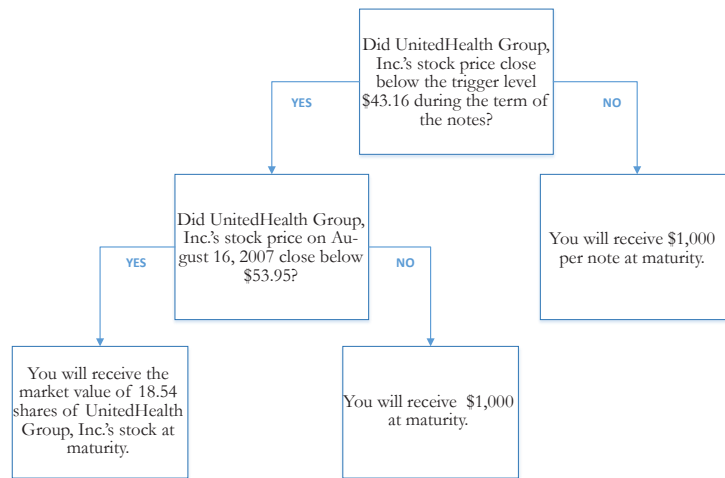 Did UnitedHealth Group,
Inc.'s stock price close
below the trigger level
$43.16 during the term of
the notes?
YES
NO
Did UnitedHealth Group,
Inc.'s stock price on Au-
gust 16, 2007 close below
$53.95?
You will receive $1,000
per note at maturity.
YES
NO
You will receive the
market value of 18.54
shares of UnitedHealth
Group, Inc.'s stock at
maturity.
You will receive $1,000
at maturity.